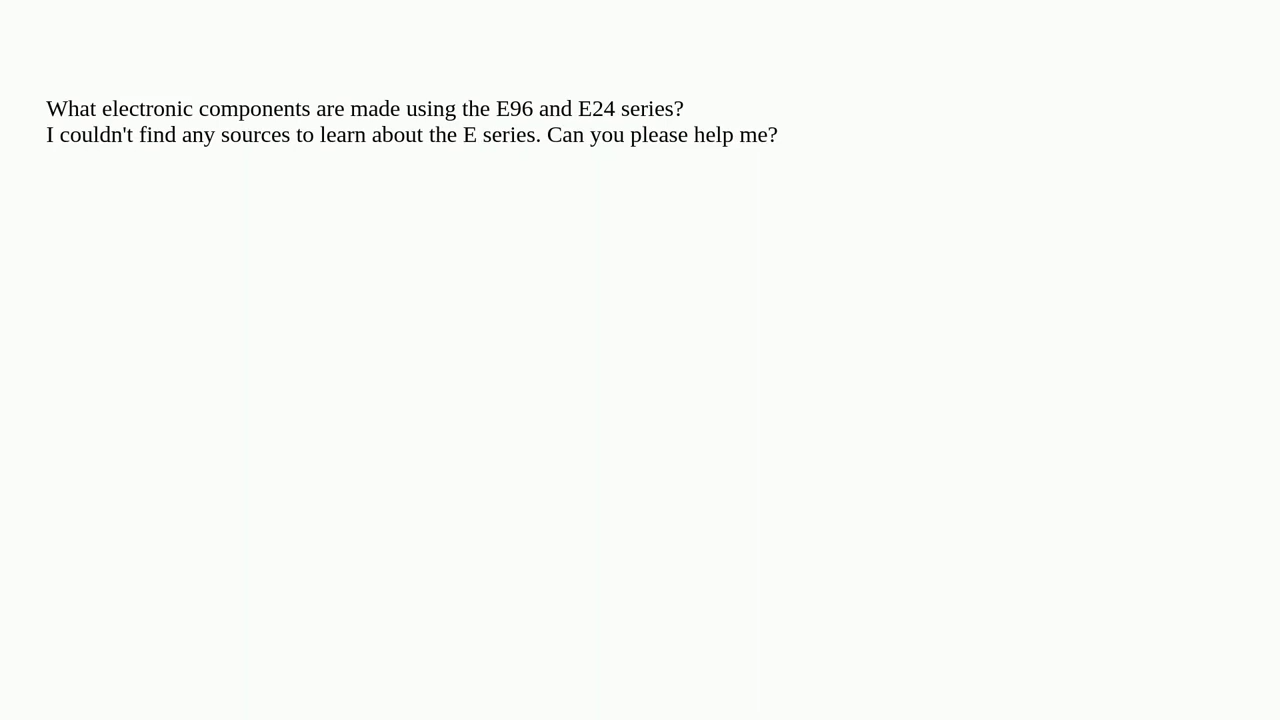 What electronic components are made using the E96 and E24 series?
I couldn't find any sources to learn about the E series. Can you please help me?